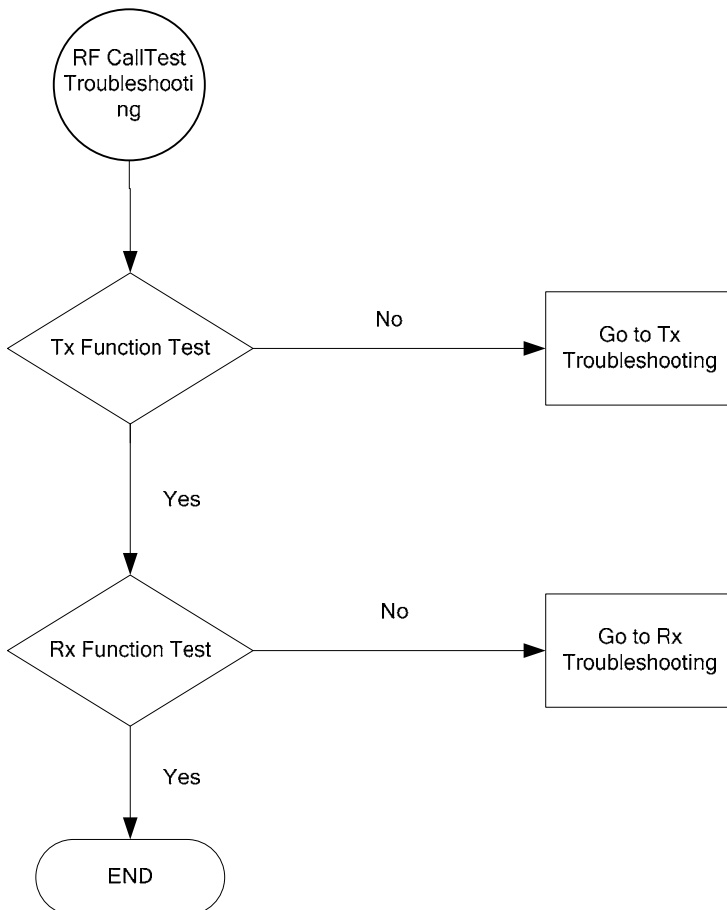 RF CallTest
Troubleshooti
ng
Tx Function Test
No
Go to Tx
Troubleshooting
Yes
Rx Function Test
No
Go to Rx
Troubleshooting
Yes
END